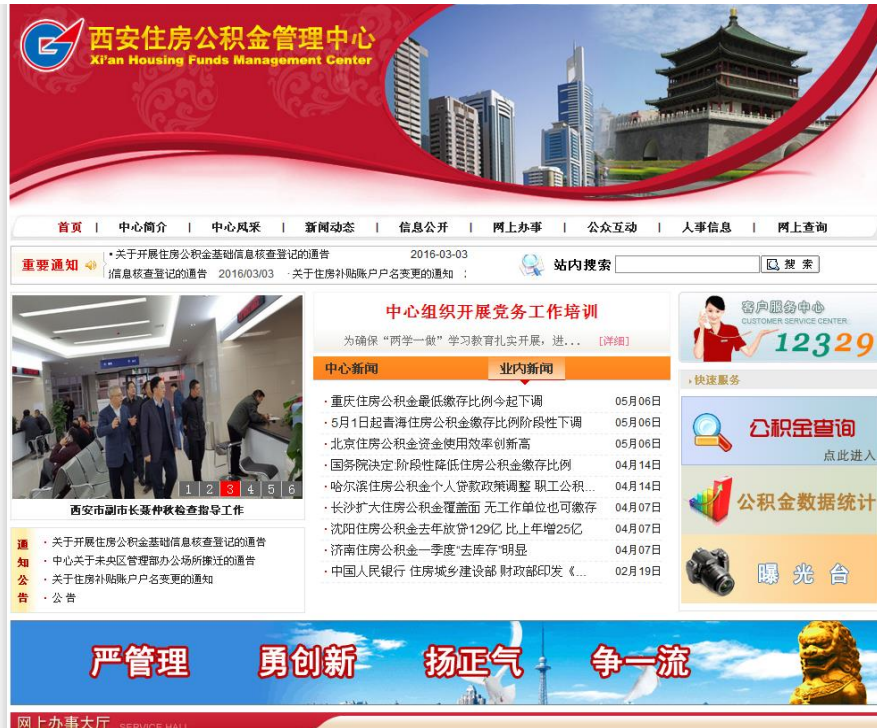 西安住房公积金管理中心
Xi'an Housing Funds Management Center
首页 | 中心简介 | 中心风采 | 新闻动态 | 信息公开 | 网上办事 | 公众互动 | 人事信息 | 网上查询
重要通知
·关于开展住房公积金基础信息核查登记的通告 2016-03-03
信息核查登记的通告 2016/03/03 ·关于住房补贴账户户名变更的通知
站内搜索
搜索
1 2 3 4 5 6
西安市副市长聂仲秋检查指导工作
通知公告
·关于开展住房公积金基础信息核查登记的通告
·中心关于未央区管理部办公场所搬迁的通告
·关于住房补贴账户户名变更的通知
·公告
中心组织开展党务工作培训
为确保“两学一做”学习教育扎实开展，进... [详细]
中心新闻 业内新闻
·重庆住房公积金最低缴存比例今起下调 05月06日
·5月1日起青海住房公积金缴存比例阶段性下调 05月06日
·北京住房公积金资金使用效率创新高 05月06日
·国务院决定:阶段性降低住房公积金缴存比例 04月14日
·哈尔滨住房公积金个人贷款政策调整 职工公积... 04月14日
·长沙扩大住房公积金覆盖面 无工作单位也可缴存 04月07日
·沈阳住房公积金去年放贷129亿 比上年增25亿 04月07日
·济南住房公积金一季度“去库存”明显 04月07日
·中国人民银行 住房城乡建设部 财政部印发《... 02月19日
客户服务中心
CUSTOMER SERVICE CENTER
12329
快速服务
公积金查询
点此进入
公积金数据统计
曝光台
严管理 勇创新 扬正气 争一流
网上办事大厅 SERVICE HALL